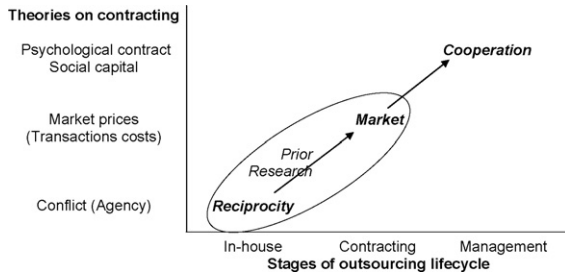 Theories on contracting
Psychological contract
Social capital
Cooperation
Market prices
(Transactions costs)
Market
Prior
Research
Conflict (Agency)
Reciprocity
In-house
Contracting
Management
Stages of outsourcing lifecycle